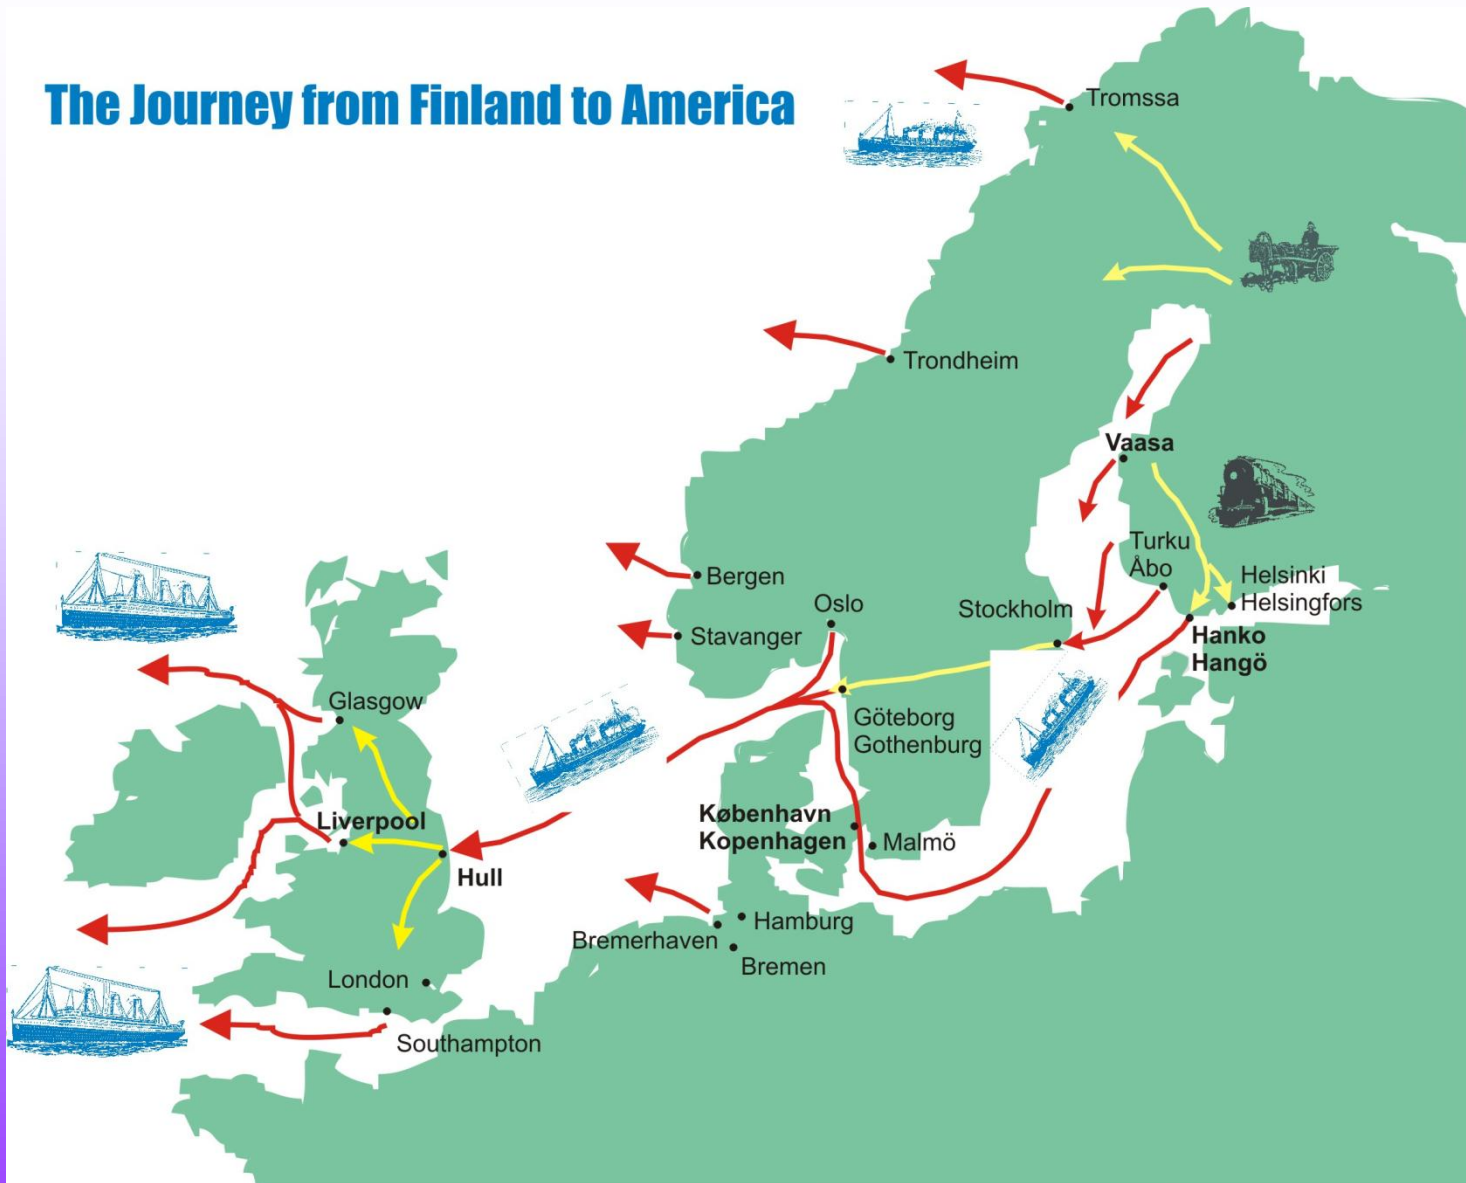 The Journey from Finland to America
Tromssa
Trondheim
Vaasa
Turku
Åbo
Helsinki
Helsingfors
Bergen
Oslo
Stockholm
Stavanger
Hanko
Hangö
Glasgow
Göteborg
Gothenburg
København
Kopenhagen
Liverpool
Malmö
Hull
Hamburg
Bremerhaven
Bremen
London
Southampton